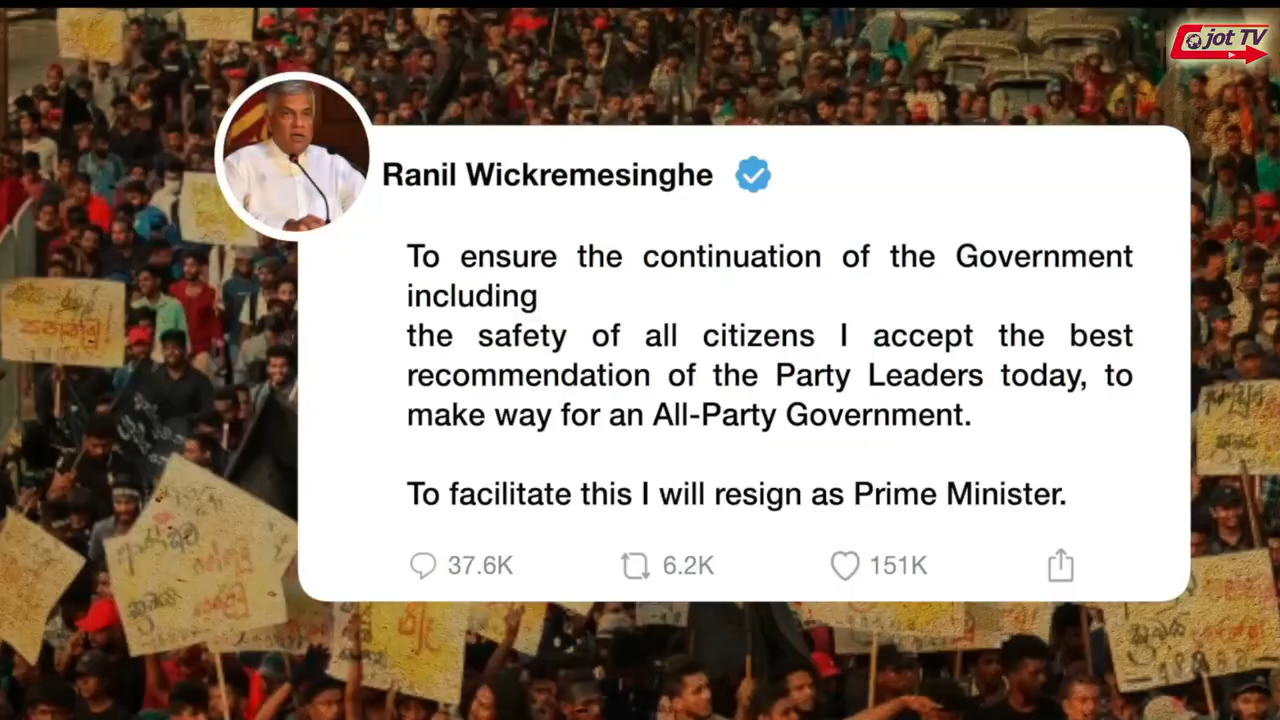 jot TV
Ranil Wickremesinghe
To ensure the continuation of the Government
including
the safety of all citizens I accept the best
recommendation of the Party Leaders today, to
make way for an All-Party Government.
To facilitate this I will resign as Prime Minister.
37.6K 6.2K 151K